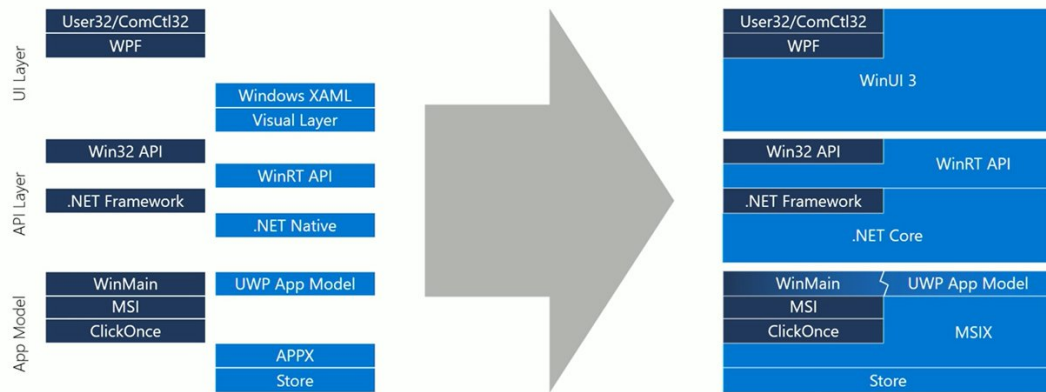 UI Layer
User32/ComCtl32
WPF
Windows XAML
Visual Layer
API Layer
Win32 API
WinRT API
.NET Framework
.NET Native
App Model
WinMain
UWP App Model
MSI
ClickOnce
APPX
Store
User32/ComCtl32
WPF
WinUI 3
Win32 API
WinRT API
.NET Framework
.NET Core
WinMain
UWP App Model
MSI
ClickOnce
MSIX
Store